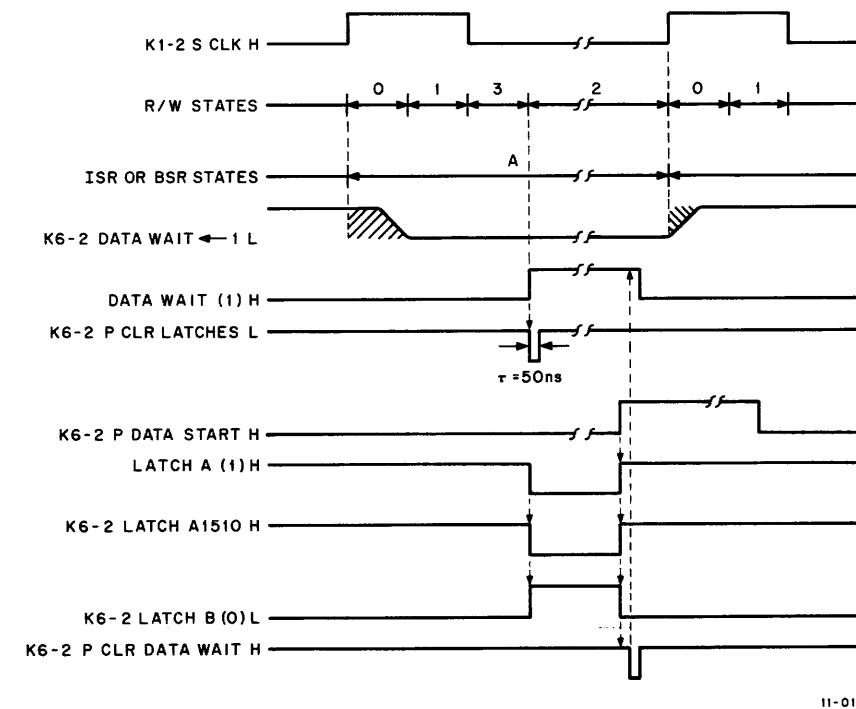 K1-2 S CLK H
0 1 3 2 0 1
R/W STATES
A
ISR OR BSR STATES
K6-2 DATA WAIT ← 1 L
DATA WAIT (1) H
K6-2 P CLR LATCHES L
τ = 50ns
K6-2 P DATA START H
LATCH A (1) H
K6-2 LATCH A1510 H
K6-2 LATCH B (0) L
K6-2 P CLR DATA WAIT H
11-01